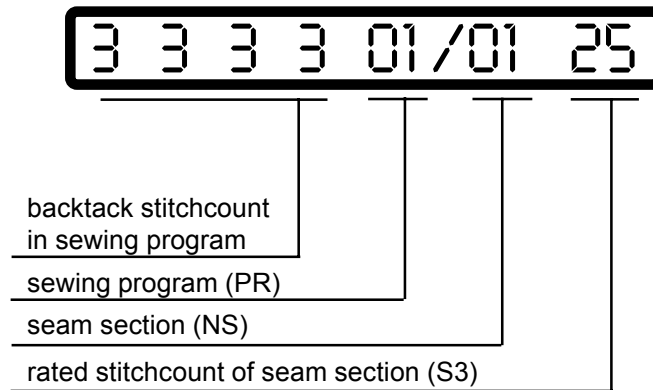 3 3 3 3 01/01 25
backtack stitchcount
in sewing program
sewing program (PR)
seam section (NS)
rated stitchcount of seam section (S3)